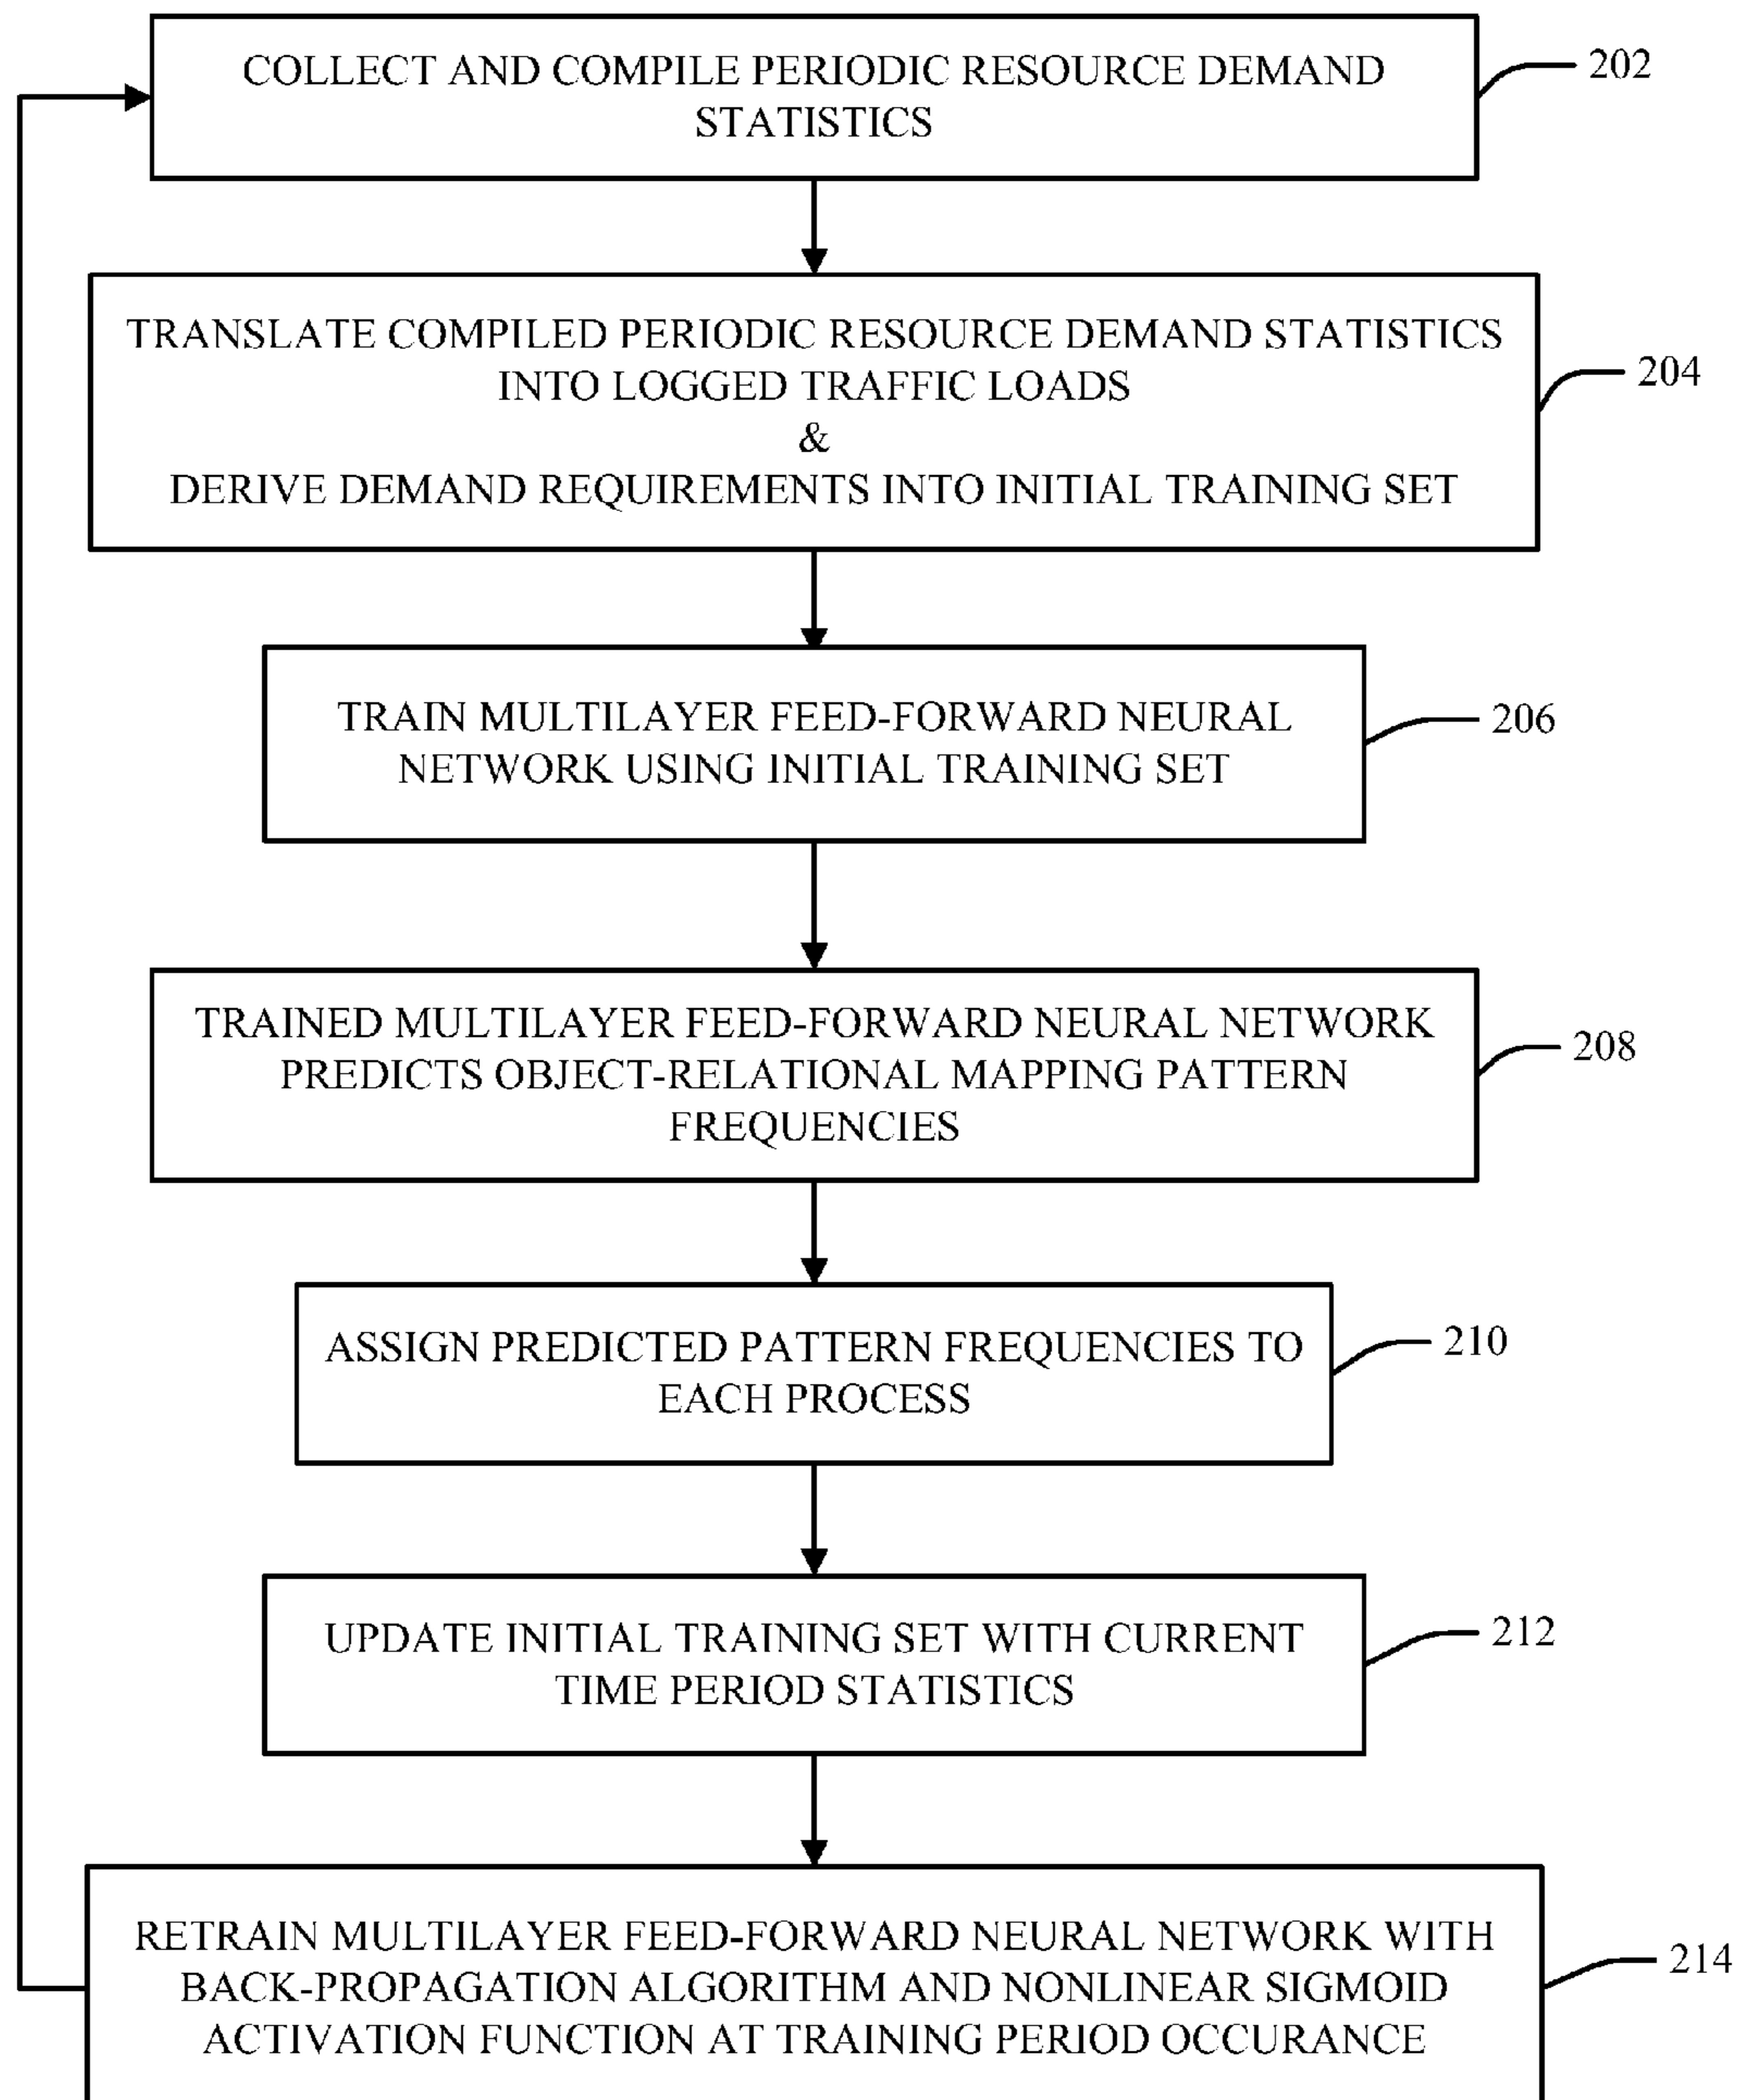 COLLECT AND COMPILE PERIODIC RESOURCE DEMAND
STATISTICS
202
TRANSLATE COMPILED PERIODIC RESOURCE DEMAND STATISTICS
INTO LOGGED TRAFFIC LOADS
&
DERIVE DEMAND REQUIREMENTS INTO INITIAL TRAINING SET
204
TRAIN MULTILAYER FEED-FORWARD NEURAL
NETWORK USING INITIAL TRAINING SET
206
TRAINED MULTILAYER FEED-FORWARD NEURAL NETWORK
PREDICTS OBJECT-RELATIONAL MAPPING PATTERN
FREQUENCIES
208
ASSIGN PREDICTED PATTERN FREQUENCIES TO
EACH PROCESS
210
UPDATE INITIAL TRAINING SET WITH CURRENT
TIME PERIOD STATISTICS
212
RETRAIN MULTILAYER FEED-FORWARD NEURAL NETWORK WITH
BACK-PROPAGATION ALGORITHM AND NONLINEAR SIGMOID
ACTIVATION FUNCTION AT TRAINING PERIOD OCCURANCE
214